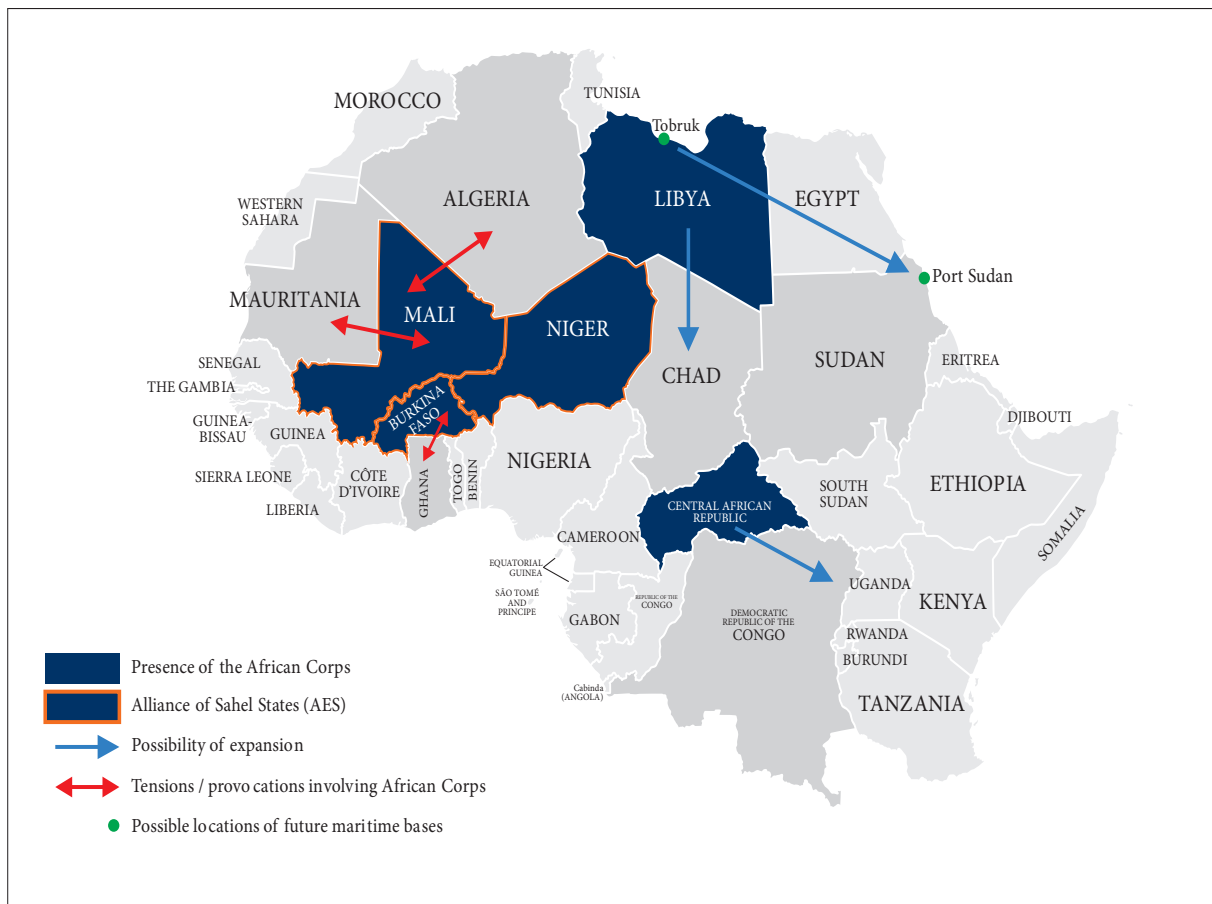 MOROCCO
TUNISIA
Tobruk
ALGERIA
LIBYA
EGYPT
WESTERN
SAHARA
Port Sudan
MAURITANIA
MALI
NIGER
CHAD
SUDAN
ERITREA
SENEGAL
THE GAMBIA
GUINEA-
BISSAU
GUINEA
BURKINA
FASO
DJIBOUTI
SIERRA LEONE
LIBERIA
CÔTE
D'IVOIRE
GHANA
TOGO
BENIN
NIGERIA
SOUTH
SUDAN
ETHIOPIA
SOMALIA
CENTRAL AFRICAN
REPUBLIC
CAMEROON
EQUATORIAL
GUINEA
SÃO TOMÉ
AND
PRINCIPE
GABON
REPUBLIC OF THE
CONGO
DEMOCRATIC
REPUBLIC OF THE
CONGO
UGANDA
KENYA
RWANDA
BURUNDI
TANZANIA
Cabinda
(ANGOLA)
Presence of the African Corps
Alliance of Sahel States (AES)
Possibility of expansion
Tensions / provo cations involving African Corps
Possible locations of future maritime bases